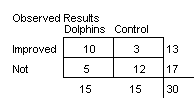 Observed Results
Dolphins Control
Improved 10 3 13
Not 5 12 17
15 15 30